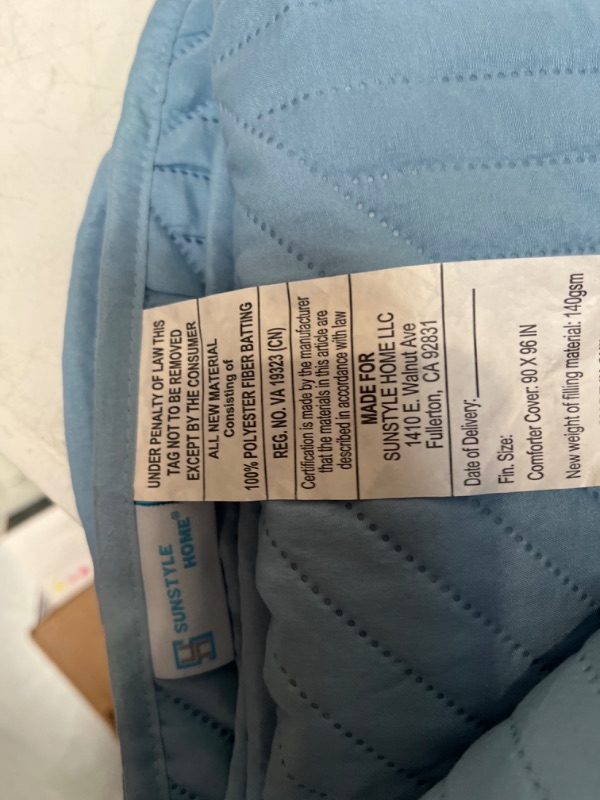 UNDER PENALTY OF LAW THIS
TAG NOT TO BE REMOVED
EXCEPT BY THE CONSUMER
ALL NEW MATERIAL
Consisting of
100% POLYESTER FIBER BATTING
REG. NO. VA 19323 (CN)
Certification is made by the manufacturer
that the materials in this article are
described in accordance with law
MADE FOR
SUNSTYLE HOME LLC
1410 E. Walnut Ave
Fullerton, CA 92831
Date of Delivery:
Fin. Size:
Comforter Cover: 90 X 96 IN
New weight of filling material: 140gsm
SUNSTYLE
HOME®